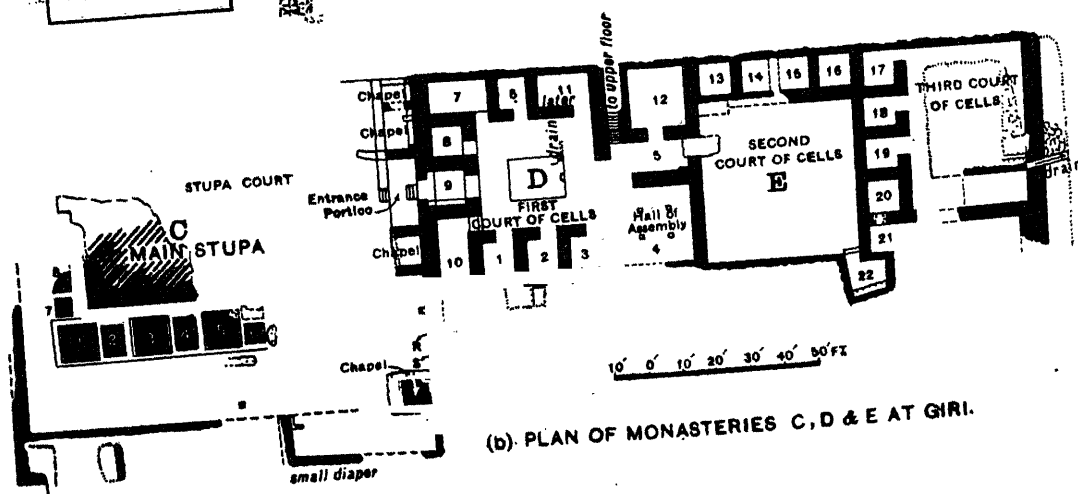 to upper floor
Chapel
7
6
11
later
12
13
14
15
16
17
THIRD COURT
OF CELLS
Chapel
8
drain
5
18
SECOND
COURT OF CELLS
E
19
drain
STUPA COURT
Entrance
Portico
9
D
FIRST
COURT OF CELLS
20
C
MAIN STUPA
Chapel
10
1
2
3
Hall of
Assembly
4
21
22
8
7
1
2
3
4
5
Chapel
10' 0' 10' 20' 30' 40' 50' FT
small diaper
(b). PLAN OF MONASTERIES C, D & E AT GIRI.